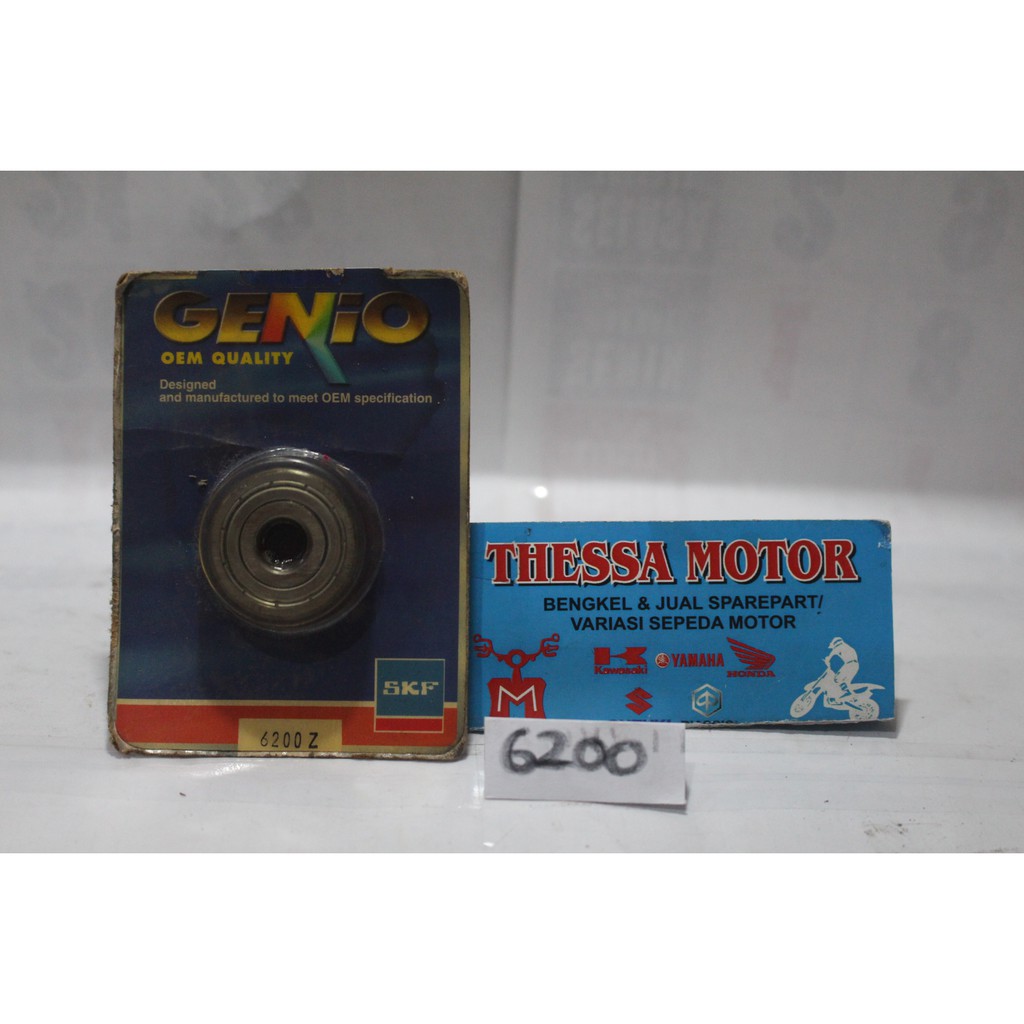 GENiO
OEM QUALITY
Designed
and manufactured to meet OEM specification
SKF
6200 Z
THESSA MOTOR
BENGKEL & JUAL SPAREPART/
VARIASI SEPEDA MOTOR
Kawasaki
YAMAHA
HONDA
M
6200